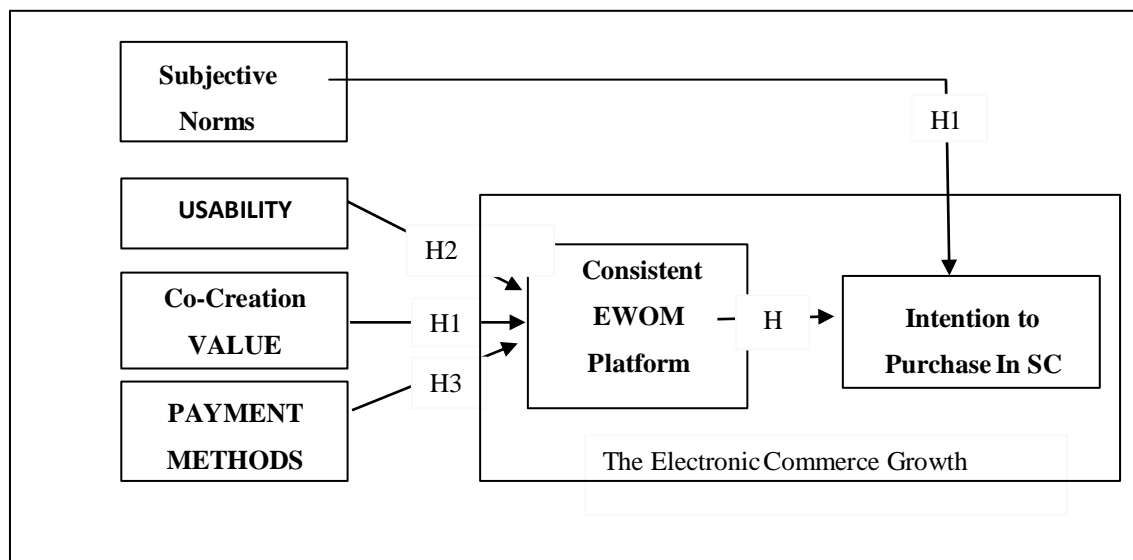 Subjective
Norms
H1
USABILITY
H2
Consistent
EWOM
Platform
Co-Creation
VALUE
H1
H
Intention to
Purchase In SC
H3
PAYMENT
METHODS
The Electronic Commerce Growth